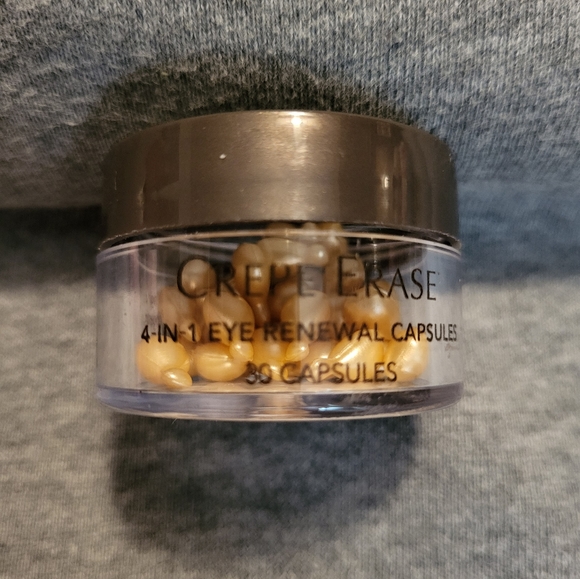 CREPE ERASE
4-IN-1 EYE RENEWAL CAPSULES
30 CAPSULES